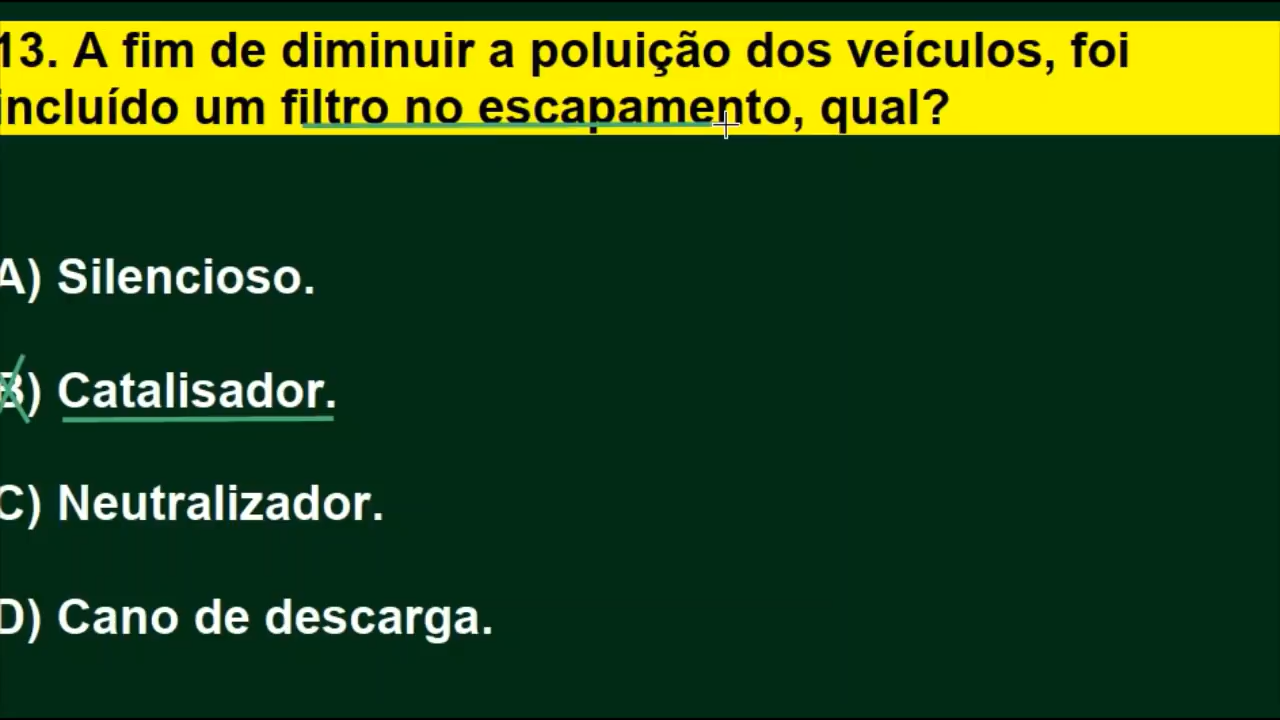 13. A fim de diminuir a poluição dos veículos, foi
incluído um filtro no escapamento, qual?
A) Silencioso.
B) Catalisador.
C) Neutralizador.
D) Cano de descarga.